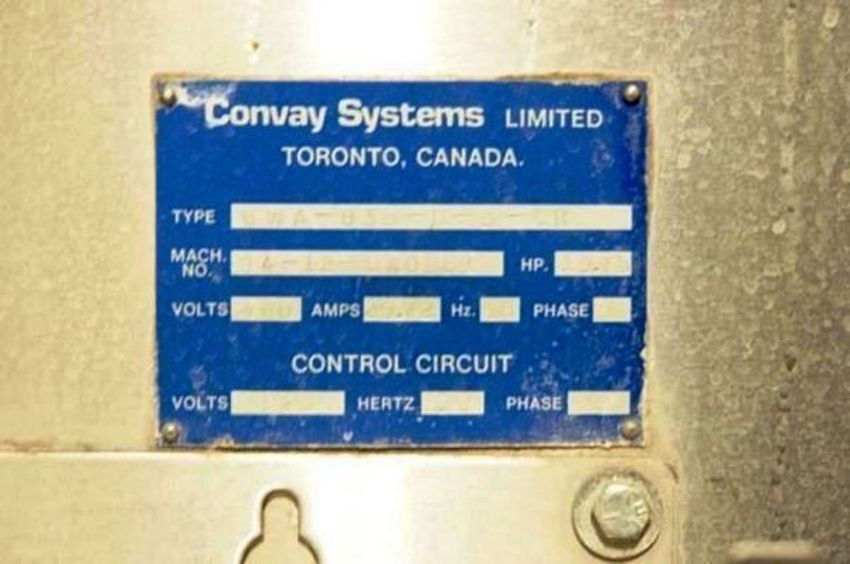 Convay Systems LIMITED
TORONTO, CANADA.
TYPE
MACH. NO. HP.
VOLTS AMPS Hz. PHASE
CONTROL CIRCUIT
VOLTS HERTZ PHASE